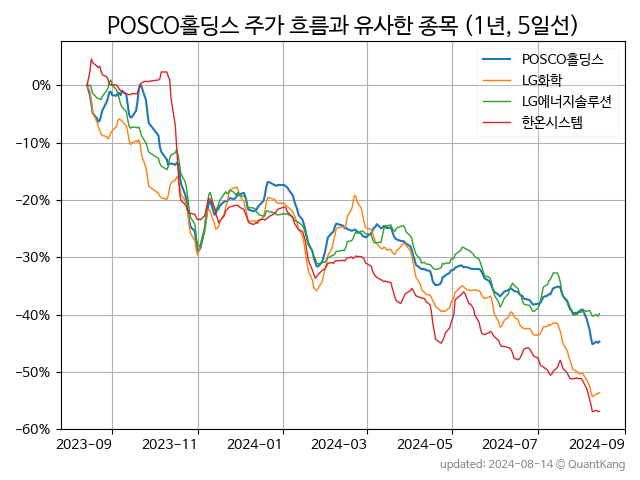 POSCO홀딩스 주가 흐름과 유사한 종목 (1년, 5일선)
POSCO홀딩스
LG화학
LG에너지솔루션
한온시스템
0%
−10%
−20%
−30%
−40%
−50%
−60%
2023-09 2023-11 2024-01 2024-03 2024-05 2024-07 2024-09
updated: 2024-08-14 © QuantKang